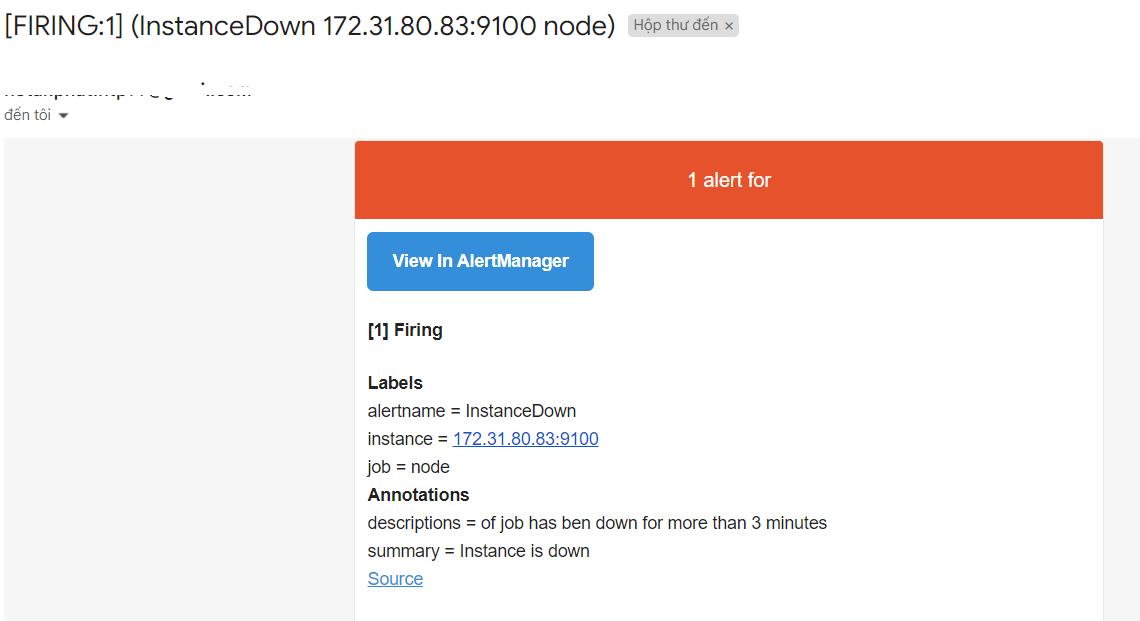 [FIRING:1] (InstanceDown 172.31.80.83:9100 node) Hộp thư đến ×
đến tôi
1 alert for
View In AlertManager
[1] Firing
Labels
alertname = InstanceDown
instance = 172.31.80.83:9100
job = node
Annotations
descriptions = of job has ben down for more than 3 minutes
summary = Instance is down
Source